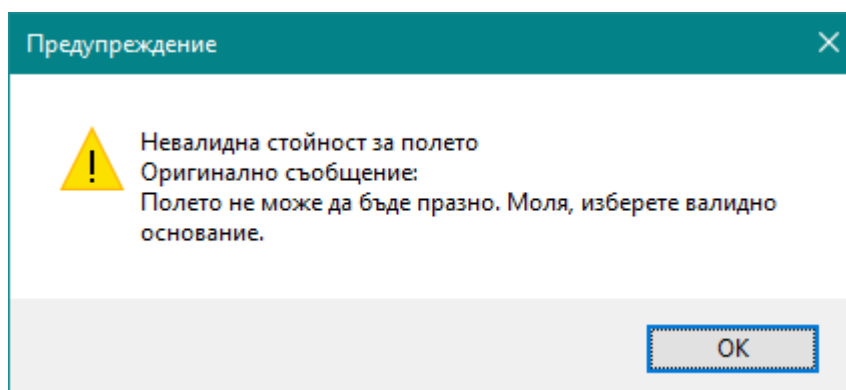 Предупреждение
Невалидна стойност за полето
Оригинално съобщение:
Полето не може да бъде празно. Моля, изберете валидно
основание.
OK